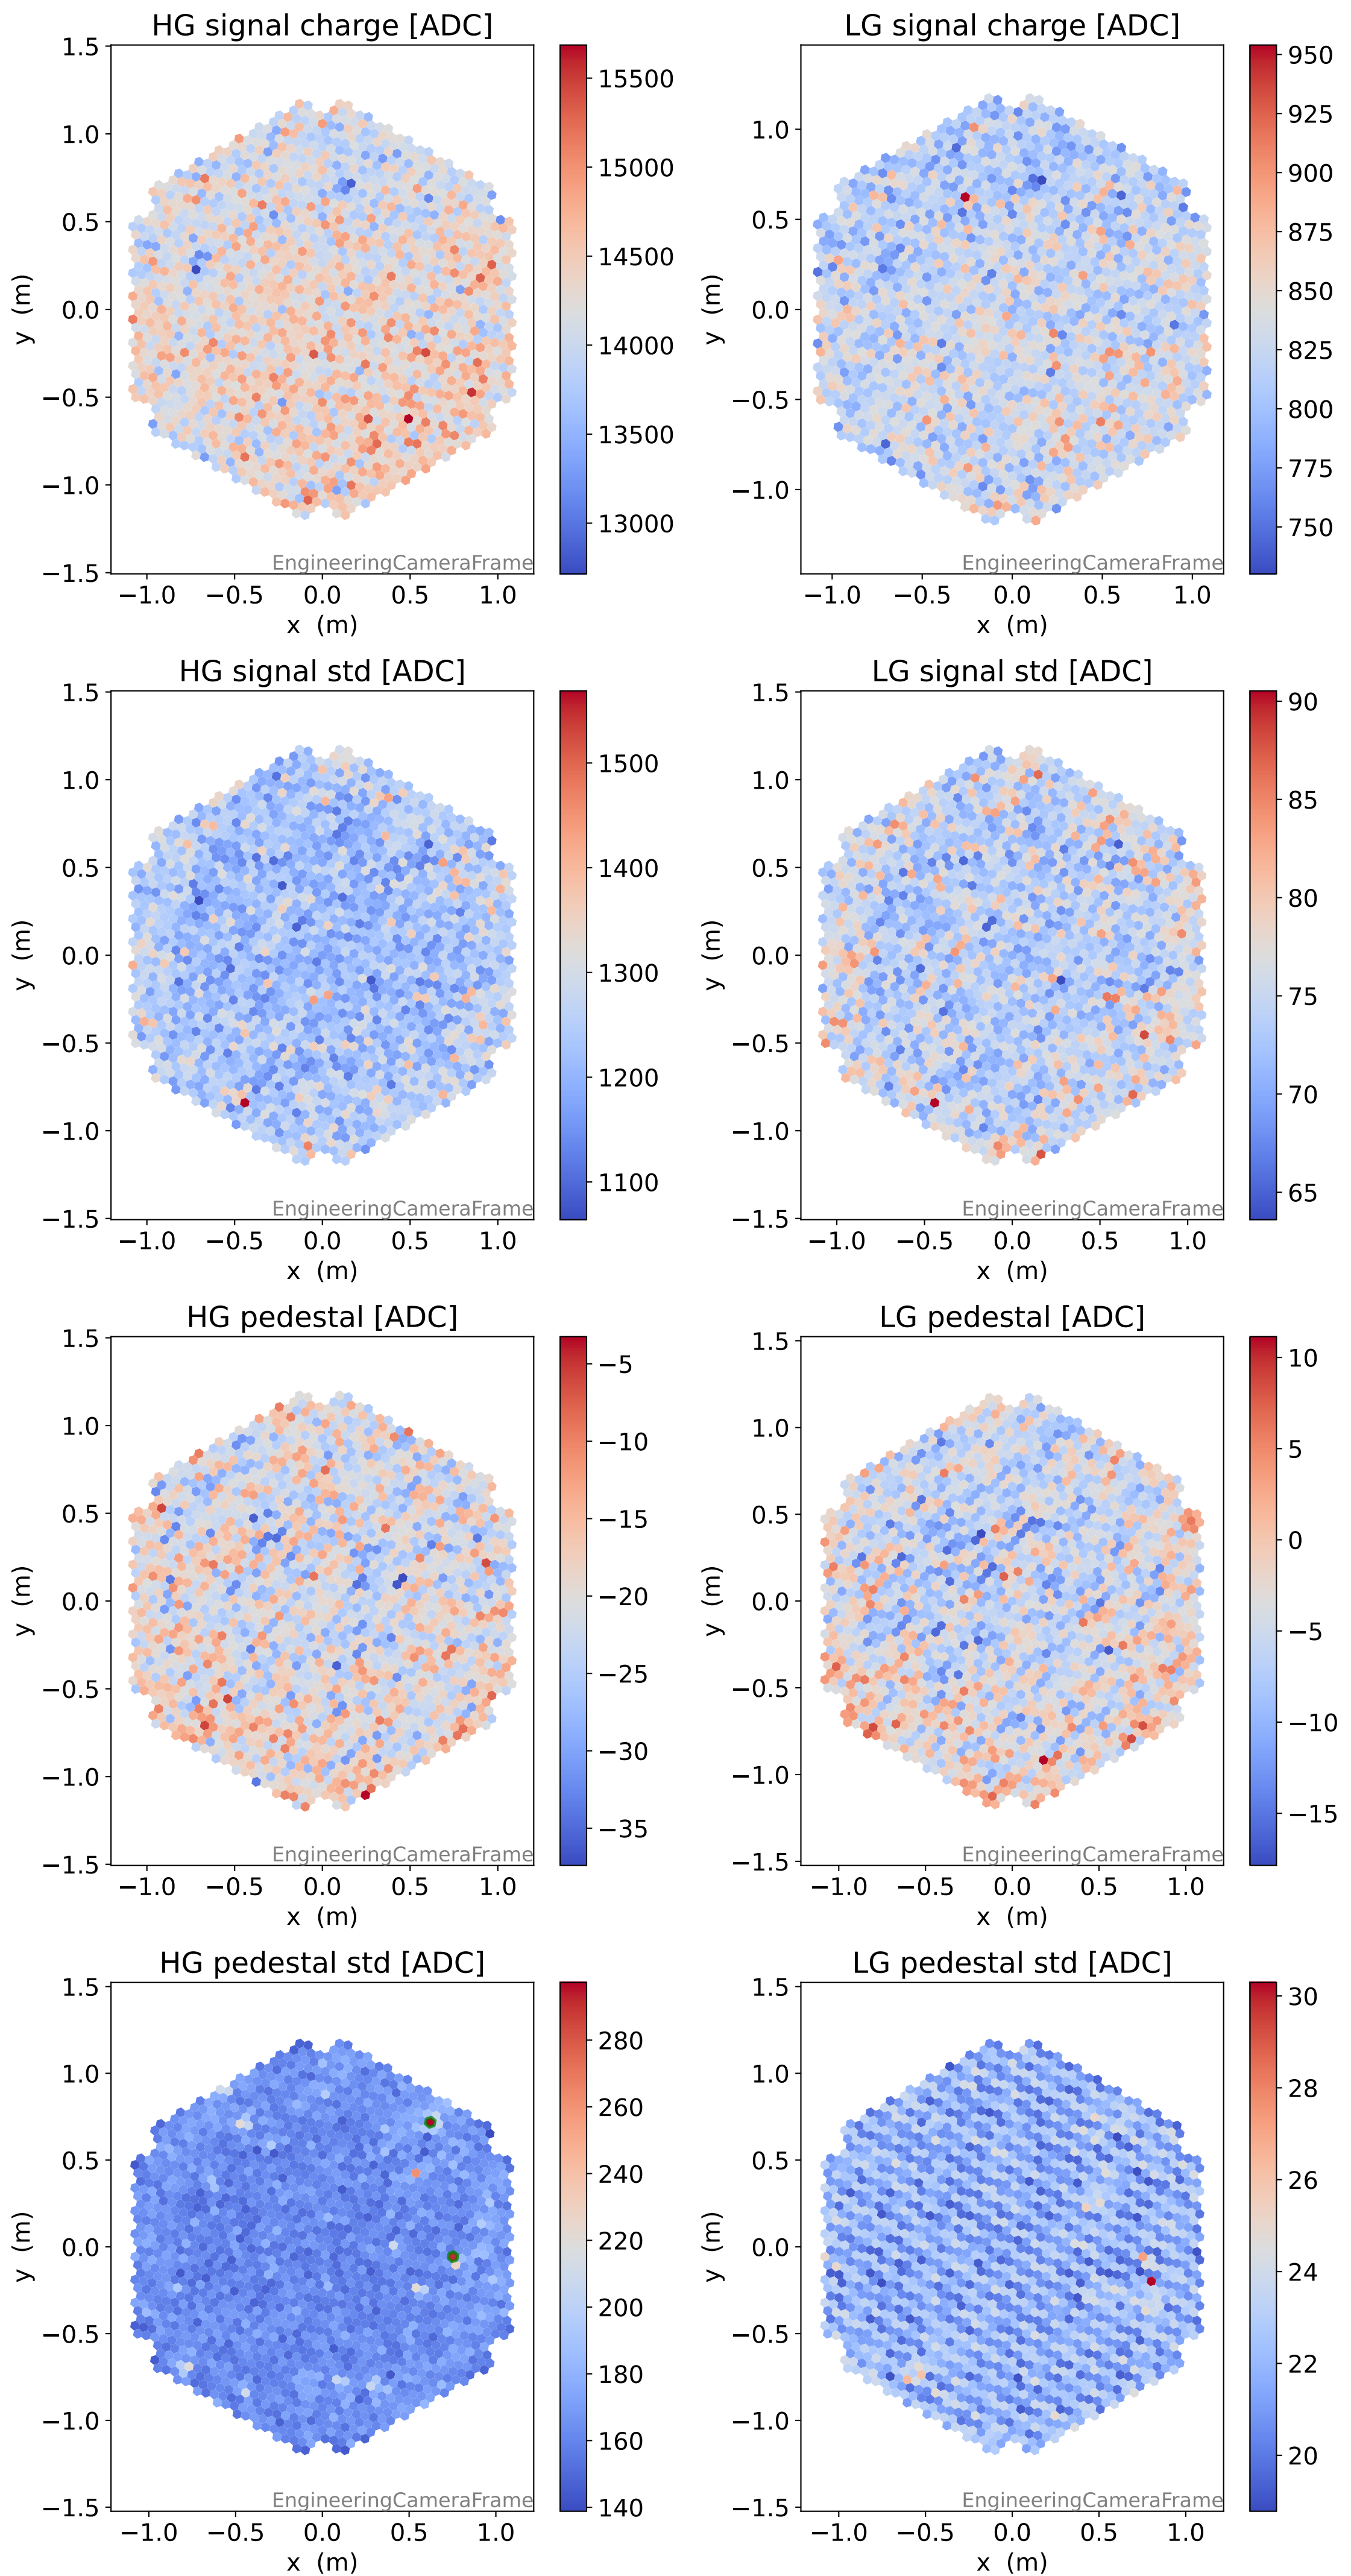 HG signal charge [ADC]
1.5
1.0
0.5
0.0
−0.5
−1.0
−1.5
y (m)
−1.0 −0.5 0.0 0.5 1.0
x (m)
EngineeringCameraFrame
15500
15000
14500
14000
13500
13000
LG signal charge [ADC]
1.0
0.5
0.0
−0.5
−1.0
y (m)
−1.0 −0.5 0.0 0.5 1.0
x (m)
EngineeringCameraFrame
950
925
900
875
850
825
800
775
750
HG signal std [ADC]
1.5
1.0
0.5
0.0
−0.5
−1.0
−1.5
y (m)
−1.0 −0.5 0.0 0.5 1.0
x (m)
EngineeringCameraFrame
1500
1400
1300
1200
1100
LG signal std [ADC]
1.5
1.0
0.5
0.0
−0.5
−1.0
−1.5
y (m)
−1.0 −0.5 0.0 0.5 1.0
x (m)
EngineeringCameraFrame
90
85
80
75
70
65
HG pedestal [ADC]
1.5
1.0
0.5
0.0
−0.5
−1.0
−1.5
y (m)
−1.0 −0.5 0.0 0.5 1.0
x (m)
EngineeringCameraFrame
−5
−10
−15
−20
−25
−30
−35
LG pedestal [ADC]
1.5
1.0
0.5
0.0
−0.5
−1.0
−1.5
y (m)
−1.0 −0.5 0.0 0.5 1.0
x (m)
EngineeringCameraFrame
10
5
0
−5
−10
−15
HG pedestal std [ADC]
1.5
1.0
0.5
0.0
−0.5
−1.0
−1.5
y (m)
−1.0 −0.5 0.0 0.5 1.0
x (m)
EngineeringCameraFrame
280
260
240
220
200
180
160
140
LG pedestal std [ADC]
1.5
1.0
0.5
0.0
−0.5
−1.0
−1.5
y (m)
−1.0 −0.5 0.0 0.5 1.0
x (m)
EngineeringCameraFrame
30
28
26
24
22
20